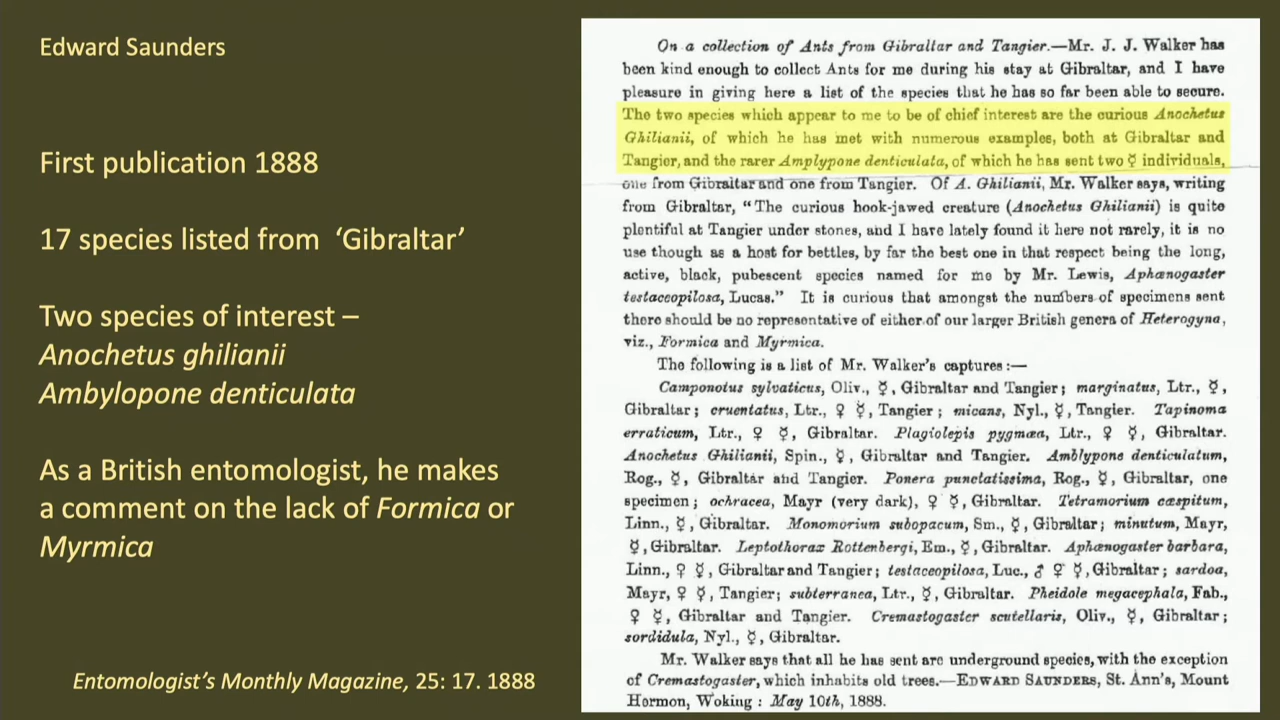 Edward Saunders
First publication 1888
17 species listed from ‘Gibraltar’
Two species of interest –
Anochetus ghilianii
Ambylopone denticulata
As a British entomologist, he makes
a comment on the lack of Formica or
Myrmica
Entomologist’s Monthly Magazine, 25: 17. 1888
On a collection of Ants from Gibraltar and Tangier.—Mr. J. J. Walker has
been kind enough to collect Ants for me during his stay at Gibraltar, and I have
pleasure in giving here a list of the species that he has so far been able to secure.
The two species which appear to me to be of chief interest are the curious Anochetus
Ghilianii, of which he has met with numerous examples, both at Gibraltar and
Tangier, and the rarer Amplypone denticulata, of which he has sent two ☿ individuals,
one from Gibraltar and one from Tangier. Of A. Ghilianii, Mr. Walker says, writing
from Gibraltar, “The curious hook-jawed creature (Anochetus Ghilianii) is quite
plentiful at Tangier under stones, and I have lately found it here not rarely, it is no
use though as a host for bettles, by far the best one in that respect being the long,
active, black, pubescent species named for me by Mr. Lewis, Aphænogaster
testaceopilosa, Lucas.” It is curious that amongst the numbers of specimens sent
there should be no representative of either of our larger British genera of Heterogyna,
viz., Formica and Myrmica.
The following is a list of Mr. Walker’s captures :—
Camponotus sylvaticus, Oliv., ☿, Gibraltar and Tangier ; marginatus, Ltr., ☿,
Gibraltar ; cruentatus, Ltr., ♀ ☿, Tangier ; micans, Nyl., ☿, Tangier. Tapinoma
erraticum, Ltr., ♀ ☿, Gibraltar. Plagiolepis pygmæa, Ltr., ♀ ☿, Gibraltar.
Anochetus Ghilianii, Spin., ☿, Gibraltar and Tangier. Amblypone denticulatum,
Rog., ☿, Gibraltar and Tangier. Ponera punctatissima, Rog., ☿, Gibraltar, one
specimen ; ochracea, Mayr (very dark), ♀ ☿, Gibraltar. Tetramorium cæspitum,
Linn., ☿, Gibraltar. Monomorium subopacum, Sm., ☿, Gibraltar ; minutum, Mayr,
☿, Gibraltar. Leptothorax Rottenbergi, Em., ☿, Gibraltar. Aphænogaster barbara,
Linn., ♀ ☿, Gibraltar and Tangier ; testaceopilosa, Luc., ♂ ♀ ☿, Gibraltar ; sardoa,
Mayr, ♀ ☿, Tangier; subterranea, Ltr., ☿, Gibraltar. Pheidole megacephala, Fab.,
♀ ☿, Gibraltar and Tangier. Cremastogaster scutellaris, Oliv., ☿, Gibraltar ;
sordidula, Nyl., ☿, Gibraltar.
Mr. Walker says that all he has sent are underground species, with the exception
of Cremastogaster, which inhabits old trees.—EDWARD SAUNDERS, St. Ann’s, Mount
Hermon, Woking : May 10th, 1888.